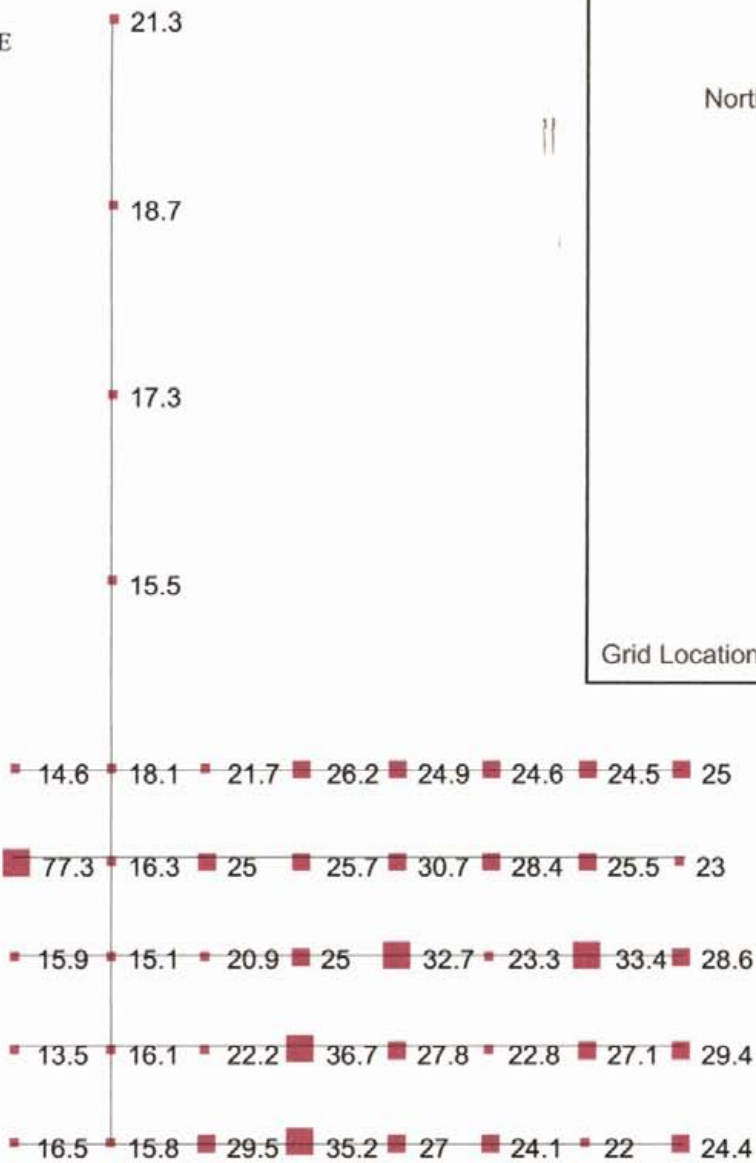 E
21.3
North
18.7
17.3
15.5
Grid Location
14.6 18.1 21.7 26.2 24.9 24.6 24.5 25
77.3 16.3 25 25.7 30.7 28.4 25.5 23
15.9 15.1 20.9 25 32.7 23.3 33.4 28.6
13.5 16.1 22.2 36.7 27.8 22.8 27.1 29.4
16.5 15.8 29.5 35.2 27 24.1 22 24.4